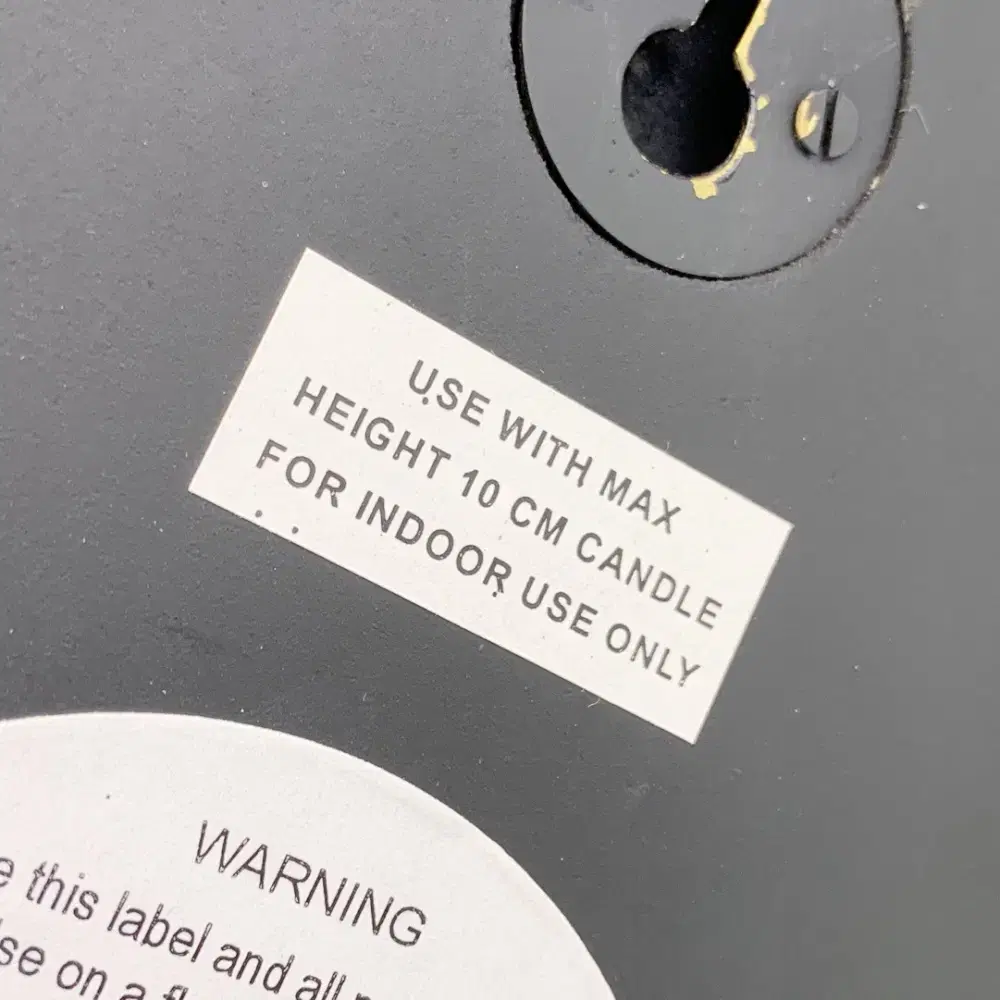 USE WITH MAX
HEIGHT 10 CM CANDLE
FOR INDOOR USE ONLY
WARNING
this label and all
on a